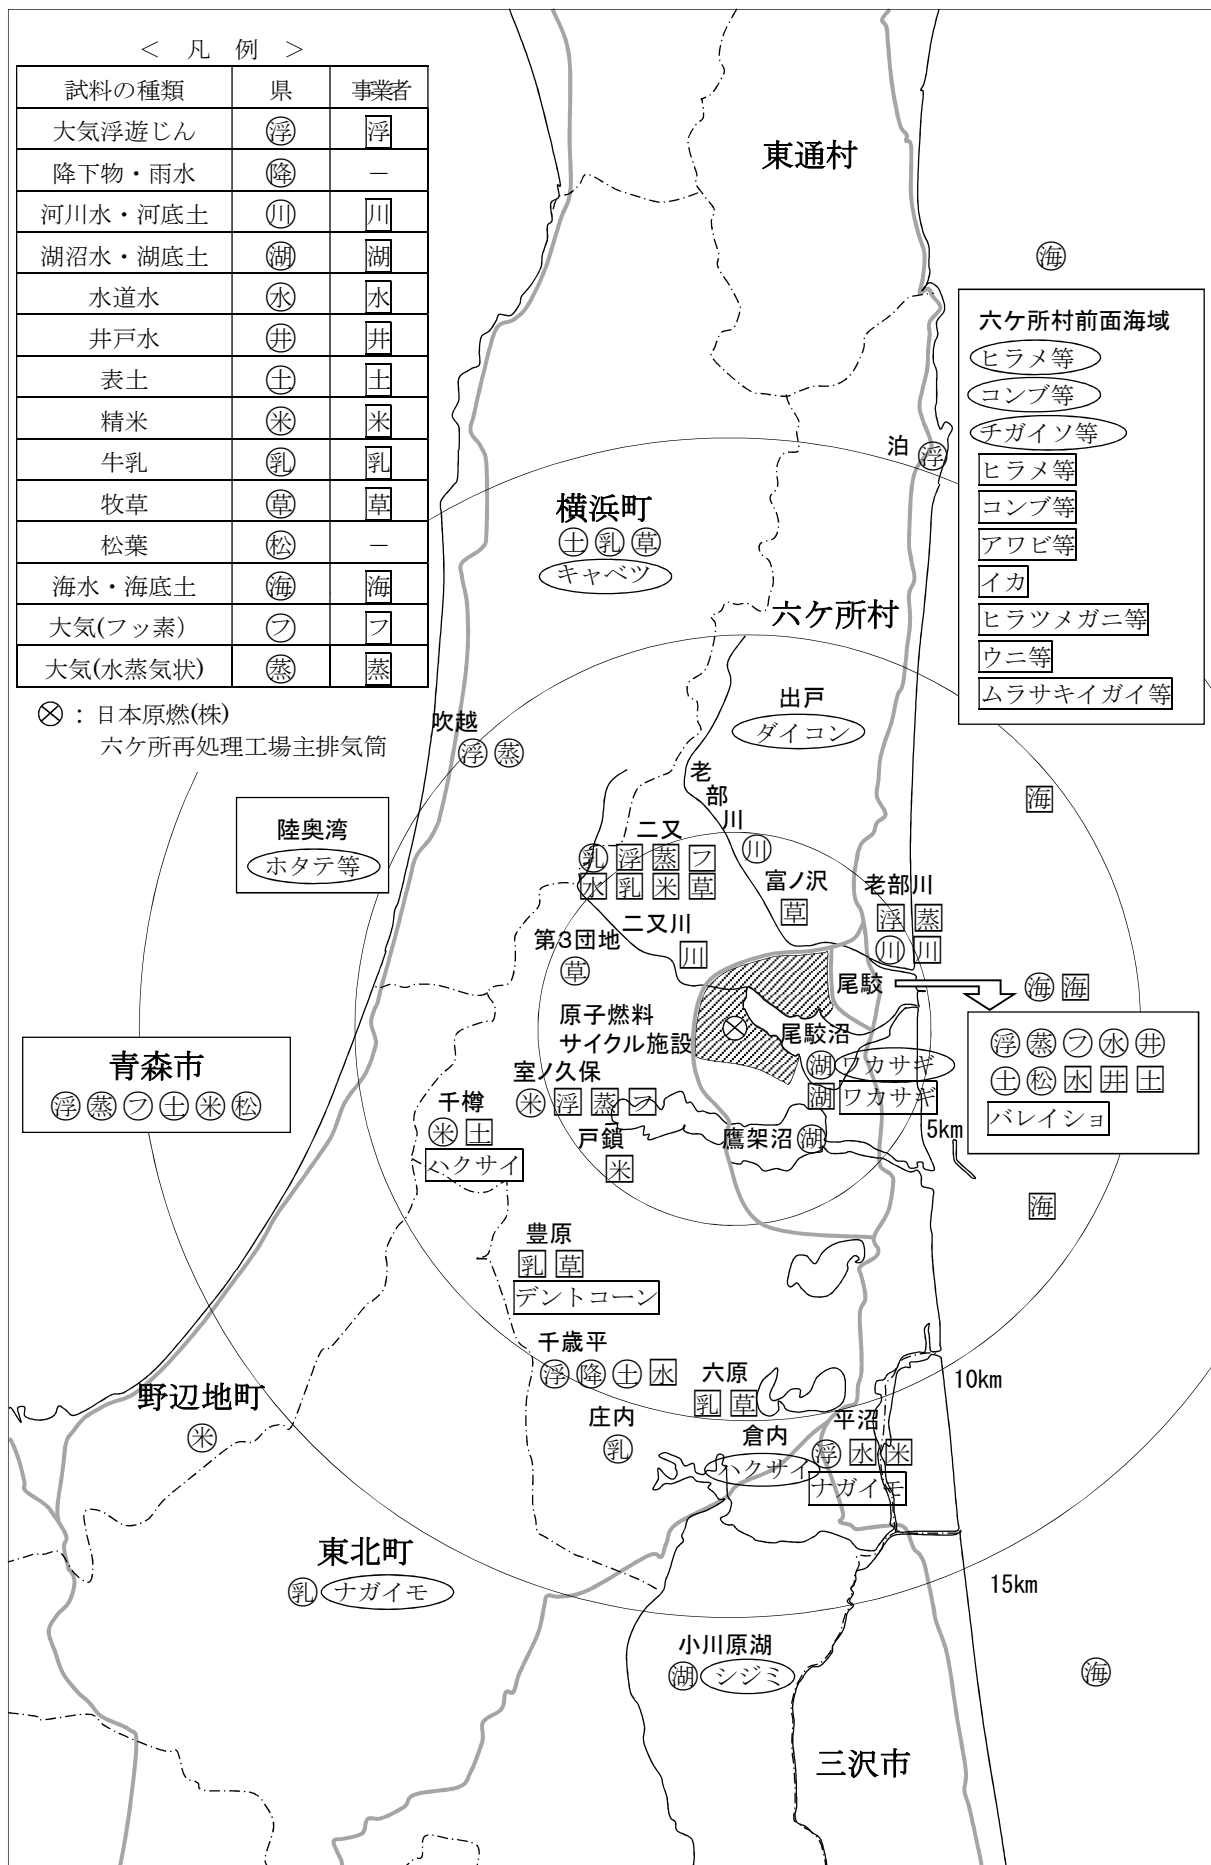 ＜ 凡 例 ＞
試料の種類 県 事業者
大気浮遊じん 浮 浮
降下物・雨水 降 －
河川水・河底土 川 川
湖沼水・湖底土 湖 湖
水道水 水 水
井戸水 井 井
表土 土 土
精米 米 米
牛乳 乳 乳
牧草 草 草
松葉 松 －
海水・海底土 海 海
大気(フッ素) フ フ
大気(水蒸気状) 蒸 蒸
⊗：日本原燃(株)
六ケ所再処理工場主排気筒
東通村
海
六ケ所村前面海域
ヒラメ等
コンブ等
チガイソ等
ヒラメ等
コンブ等
アワビ等
イカ
ヒラツメガニ等
ウニ等
ムラサキイガイ等
泊 浮
横浜町
土 乳 草
キャベツ
六ケ所村
出戸
ダイコン
吹越
浮 蒸
海
陸奥湾
ホタテ等
老部川
川
二又
乳 浮 蒸 フ
水 乳 米 草
富ノ沢
草
老部川
浮 蒸
川 川
二又川
川
第3団地
草
尾駮
海 海
浮 蒸 フ 水 井
土 松 水 井 土
バレイショ
原子燃料
サイクル施設
尾駮沼
湖 ワカサギ
湖 ワカサギ
青森市
浮 蒸 フ 土 米 松
室ノ久保
米 浮 蒸 フ
千樽
米 土
ハクサイ
戸鎖
米
鷹架沼 湖
5km
海
豊原
乳 草
デントコーン
千歳平
浮 降 土 水
六原
乳 草
10km
野辺地町
米
庄内
乳
倉内
ハクサイ
平沼
浮 水 米
ナガイモ
東北町
乳 ナガイモ
15km
小川原湖
湖 シジミ
海
三沢市